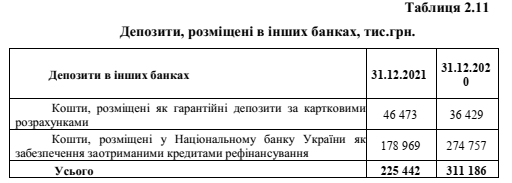 Таблиця 2.11
Депозити, розміщені в інших банках, тис.грн.
Депозити в інших банках 31.12.2021 31.12.202
0
Кошти, розміщені як гарантійні депозити за картковими 46 473 36 429
розрахунками
Кошти, розміщені у Національному банку України як 178 969 274 757
забезпечення заотриманими кредитами рефінансування
Усього 225 442 311 186